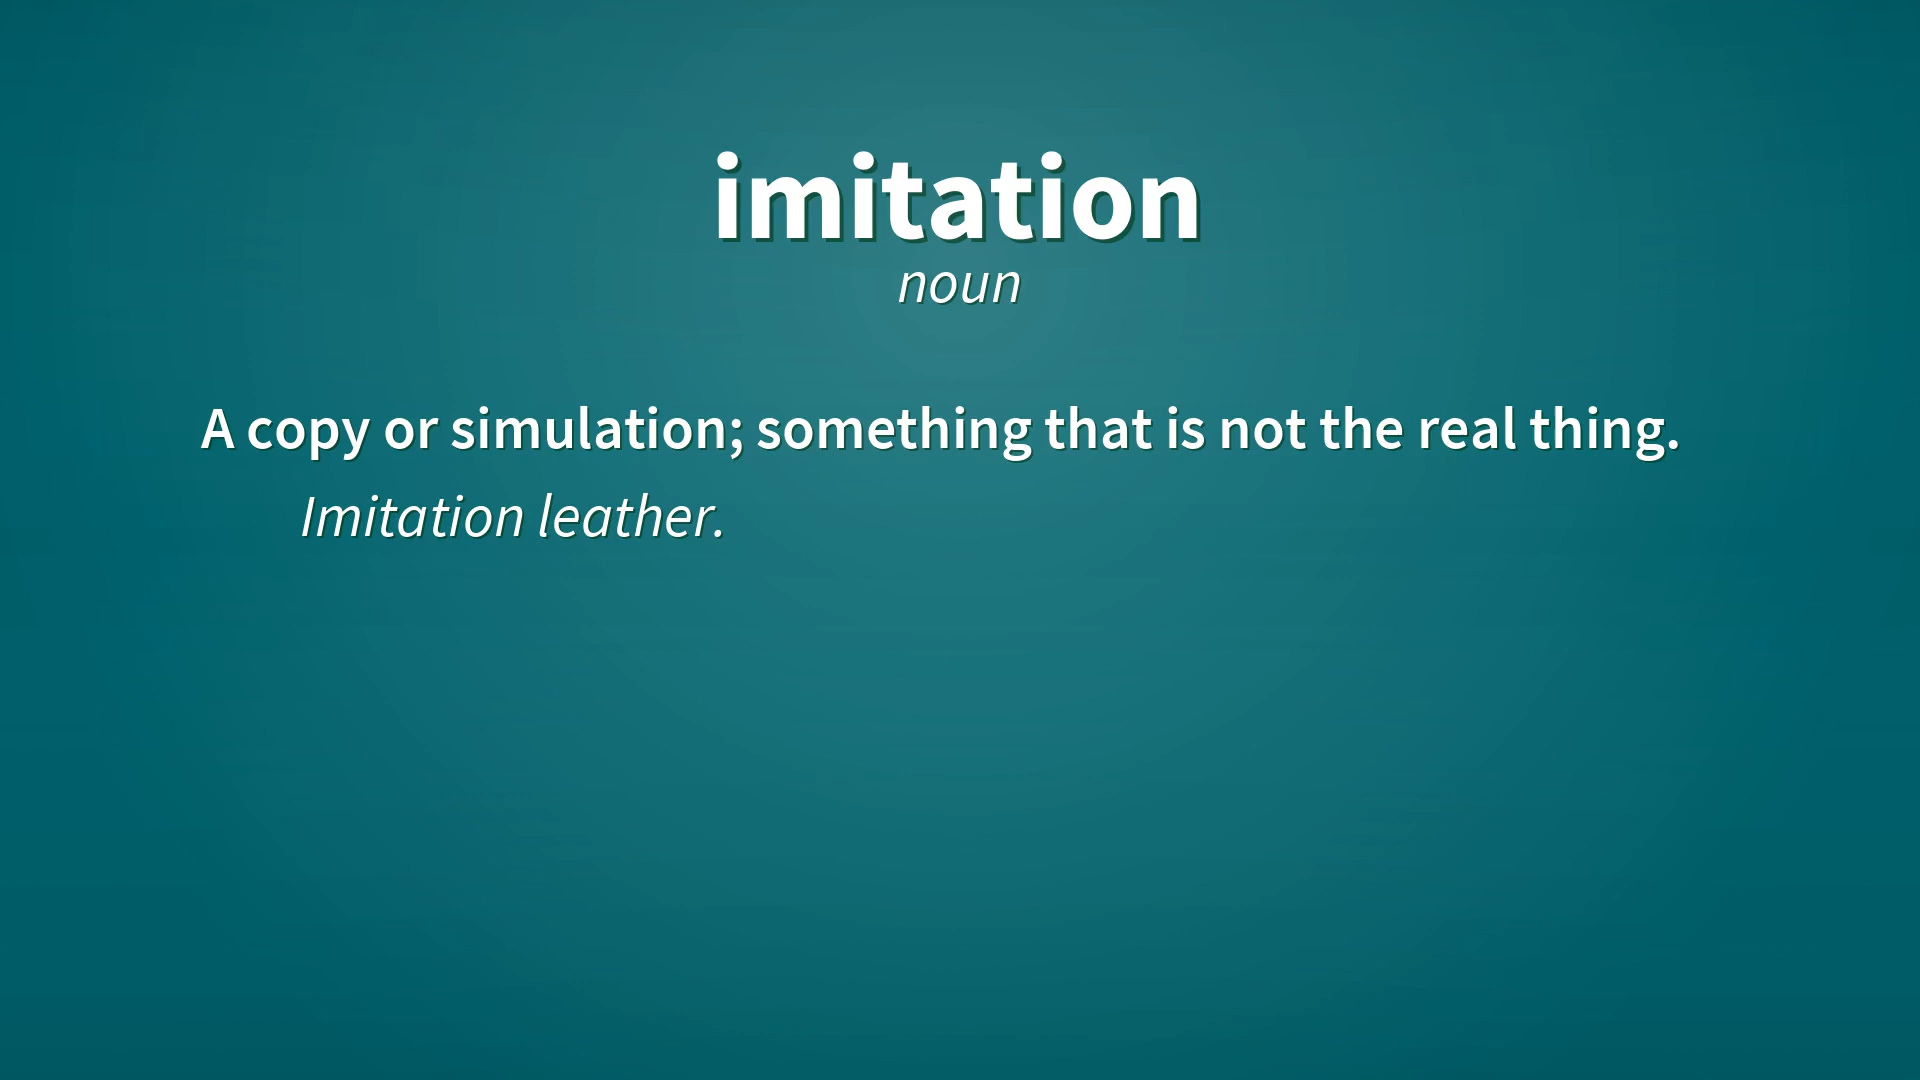 imitation
noun
A copy or simulation; something that is not the real thing.
Imitation leather.